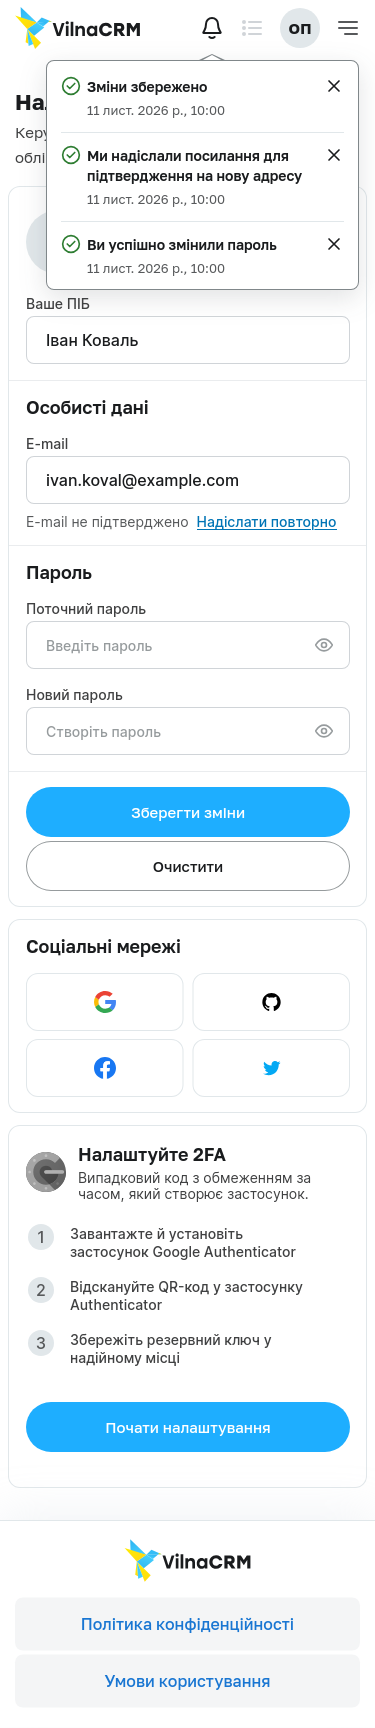 VilnaCRM
ОП
Зміни збережено
11 лист. 2026 р., 10:00
Ми надіслали посилання для
підтвердження на нову адресу
11 лист. 2026 р., 10:00
Ви успішно змінили пароль
11 лист. 2026 р., 10:00
Ваше ПІБ
Іван Коваль
Особисті дані
E-mail
ivan.koval@example.com
E-mail не підтверджено Надіслати повторно
Пароль
Поточний пароль
Введіть пароль
Новий пароль
Створіть пароль
Зберегти зміни
Очистити
Соціальні мережі
Налаштуйте 2FA
Випадковий код з обмеженням за
часом, який створює застосунок.
1 Завантажте й установіть
застосунок Google Authenticator
2 Відскануйте QR-код у застосунку
Authenticator
3 Збережіть резервний ключ у
надійному місці
Почати налаштування
VilnaCRM
Політика конфіденційності
Умови користування